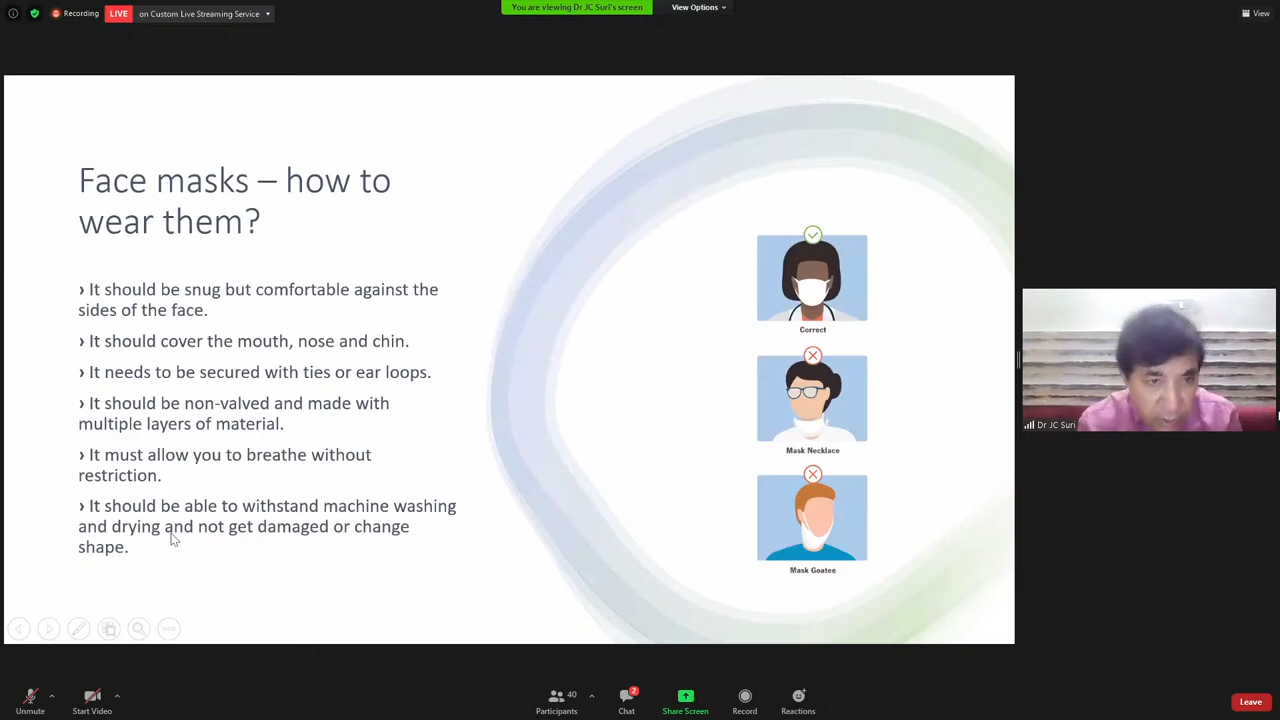 Recording
LIVE
on Custom Live Streaming Service
You are viewing Dr JC Suri's screen
View Options
View
Face masks – how to
wear them?
› It should be snug but comfortable against the
sides of the face.
› It should cover the mouth, nose and chin.
› It needs to be secured with ties or ear loops.
› It should be non-valved and made with
multiple layers of material.
› It must allow you to breathe without
restriction.
› It should be able to withstand machine washing
and drying and not get damaged or change
shape.
Correct
Mask Necklace
Mask Goatee
Dr JC Suri
Unmute
Start Video
40
Participants
2
Chat
Share Screen
Record
Reactions
Leave